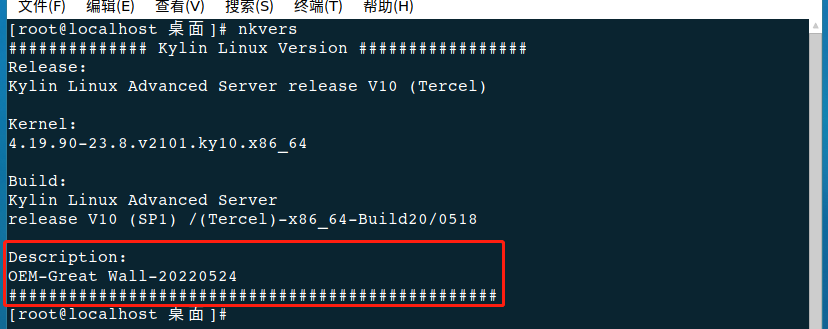 文件(F) 编辑(E) 查看(V) 搜索(S) 终端(T) 帮助(H)
[root@localhost 桌面]# nkvers
############## Kylin Linux Version #################
Release:
Kylin Linux Advanced Server release V10 (Tercel)
Kernel:
4.19.90-23.8.v2101.ky10.x86_64
Build:
Kylin Linux Advanced Server
release V10 (SP1) /(Tercel)-x86_64-Build20/0518
Description:
OEM-Great Wall-20220524
#################################################
[root@localhost 桌面]#